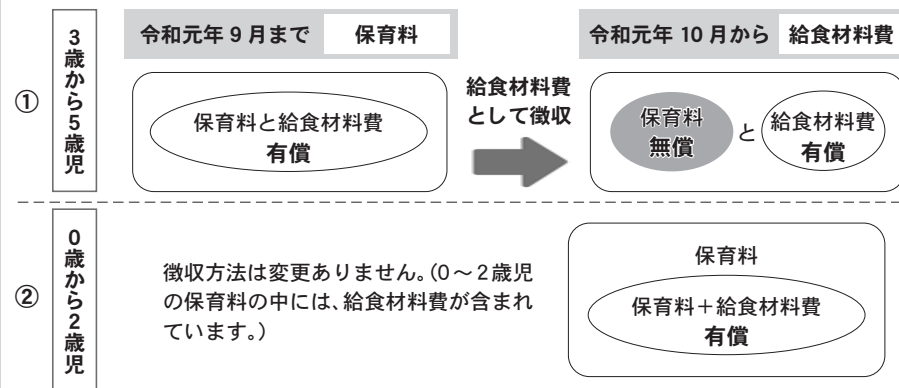 ①
3歳から5歳児
令和元年9月まで 保育料
保育料と給食材料費
有償
給食材料費
として徴収
令和元年10月から 給食材料費
保育料
無償
と
給食材料費
有償
②
0歳から2歳児
徴収方法は変更ありません。(0～2歳児
の保育料の中には、給食材料費が含まれ
ています。)
保育料
保育料＋給食材料費
有償